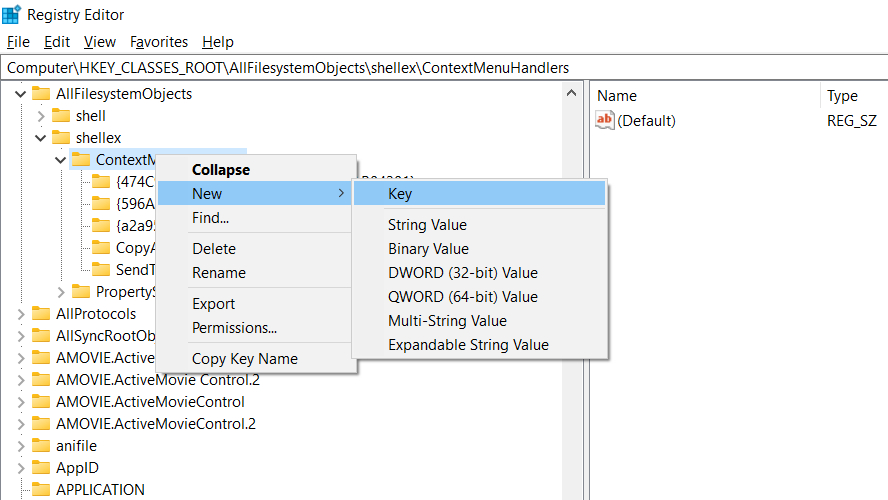 Registry Editor
File Edit View Favorites Help
Computer\HKEY_CLASSES_ROOT\AllFilesystemObjects\shellex\ContextMenuHandlers
AllFilesystemObjects
shell
shellex
ContextM
{474C
{596A
{a2a95
CopyA
SendT
PropertyS
AllProtocols
AllSyncRootOb
AMOVIE.ActiveM
AMOVIE.ActiveMovie Control.2
AMOVIE.ActiveMovieControl
AMOVIE.ActiveMovieControl.2
anifile
AppID
APPLICATION
Collapse
New
Find...
Delete
Rename
Export
Permissions...
Copy Key Name
Key
String Value
Binary Value
DWORD (32-bit) Value
QWORD (64-bit) Value
Multi-String Value
Expandable String Value
Name Type
ab (Default) REG_SZ